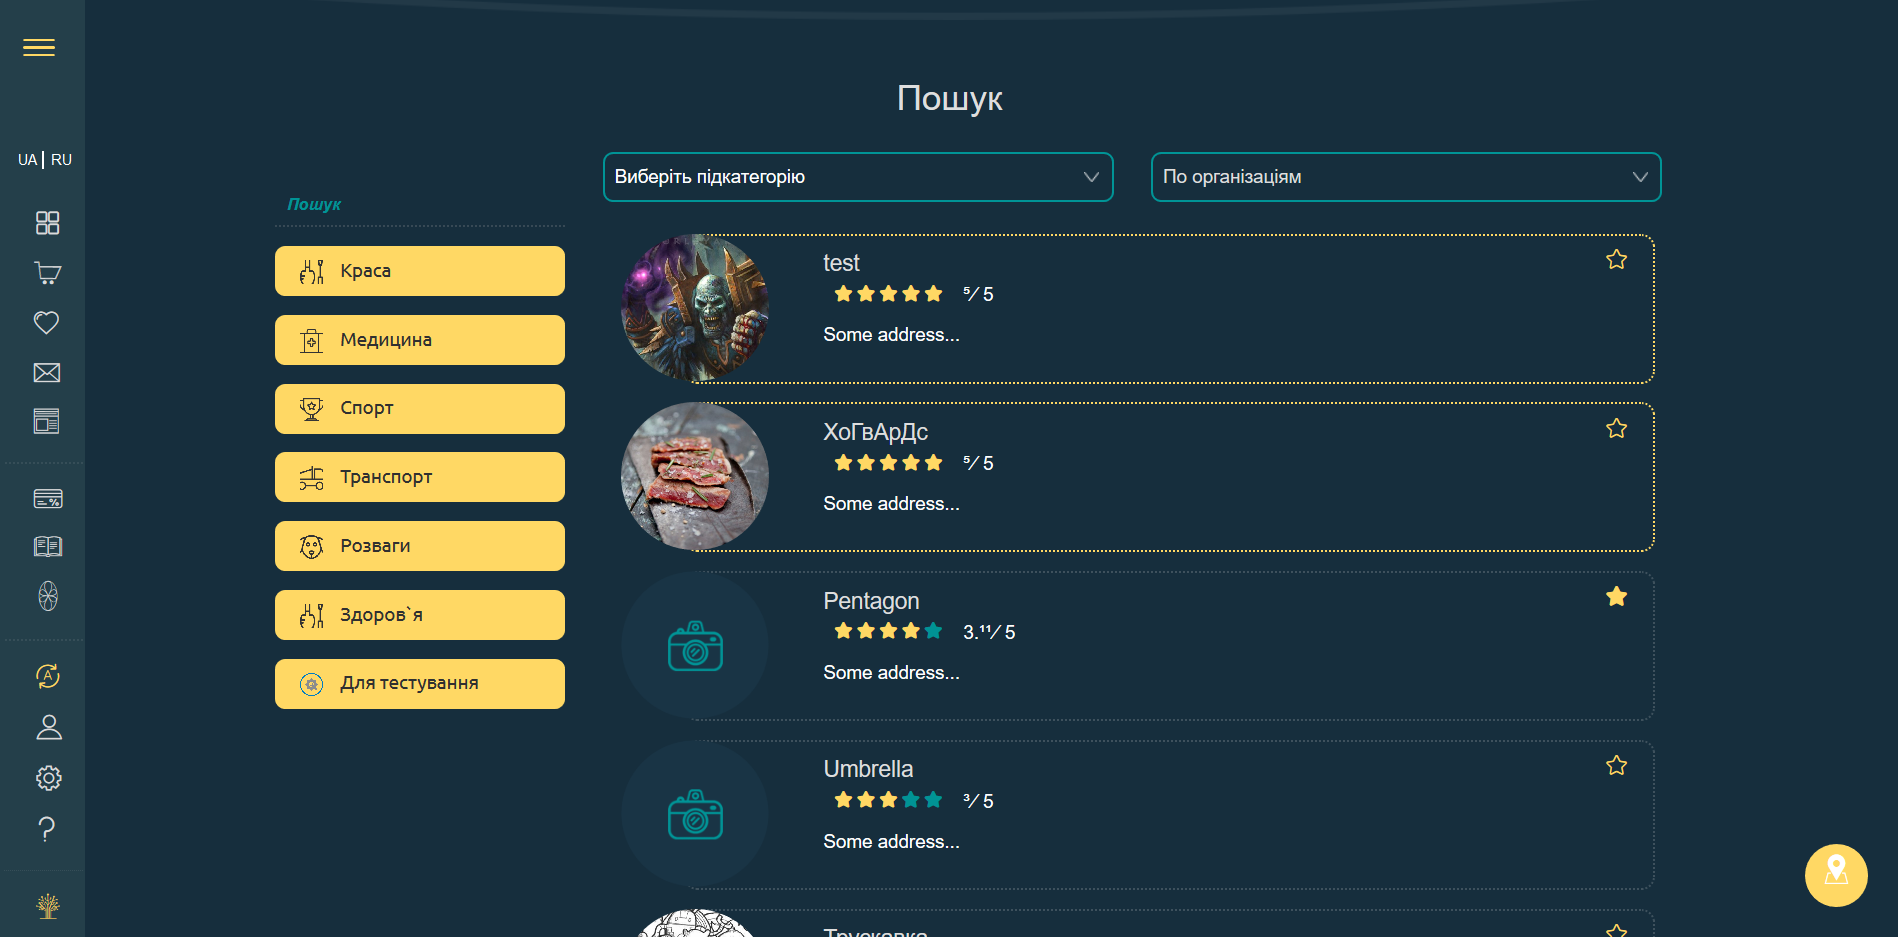 UA | RU
Пошук
Пошук
Краса
Медицина
Спорт
Транспорт
Розваги
Здоров`я
Для тестування
Виберіть підкатегорію
По організаціям
test
⁵⁄ 5
Some address...
ХоГвАрДс
⁵⁄ 5
Some address...
Pentagon
3.¹¹⁄ 5
Some address...
Umbrella
³⁄ 5
Some address...
Трускавка